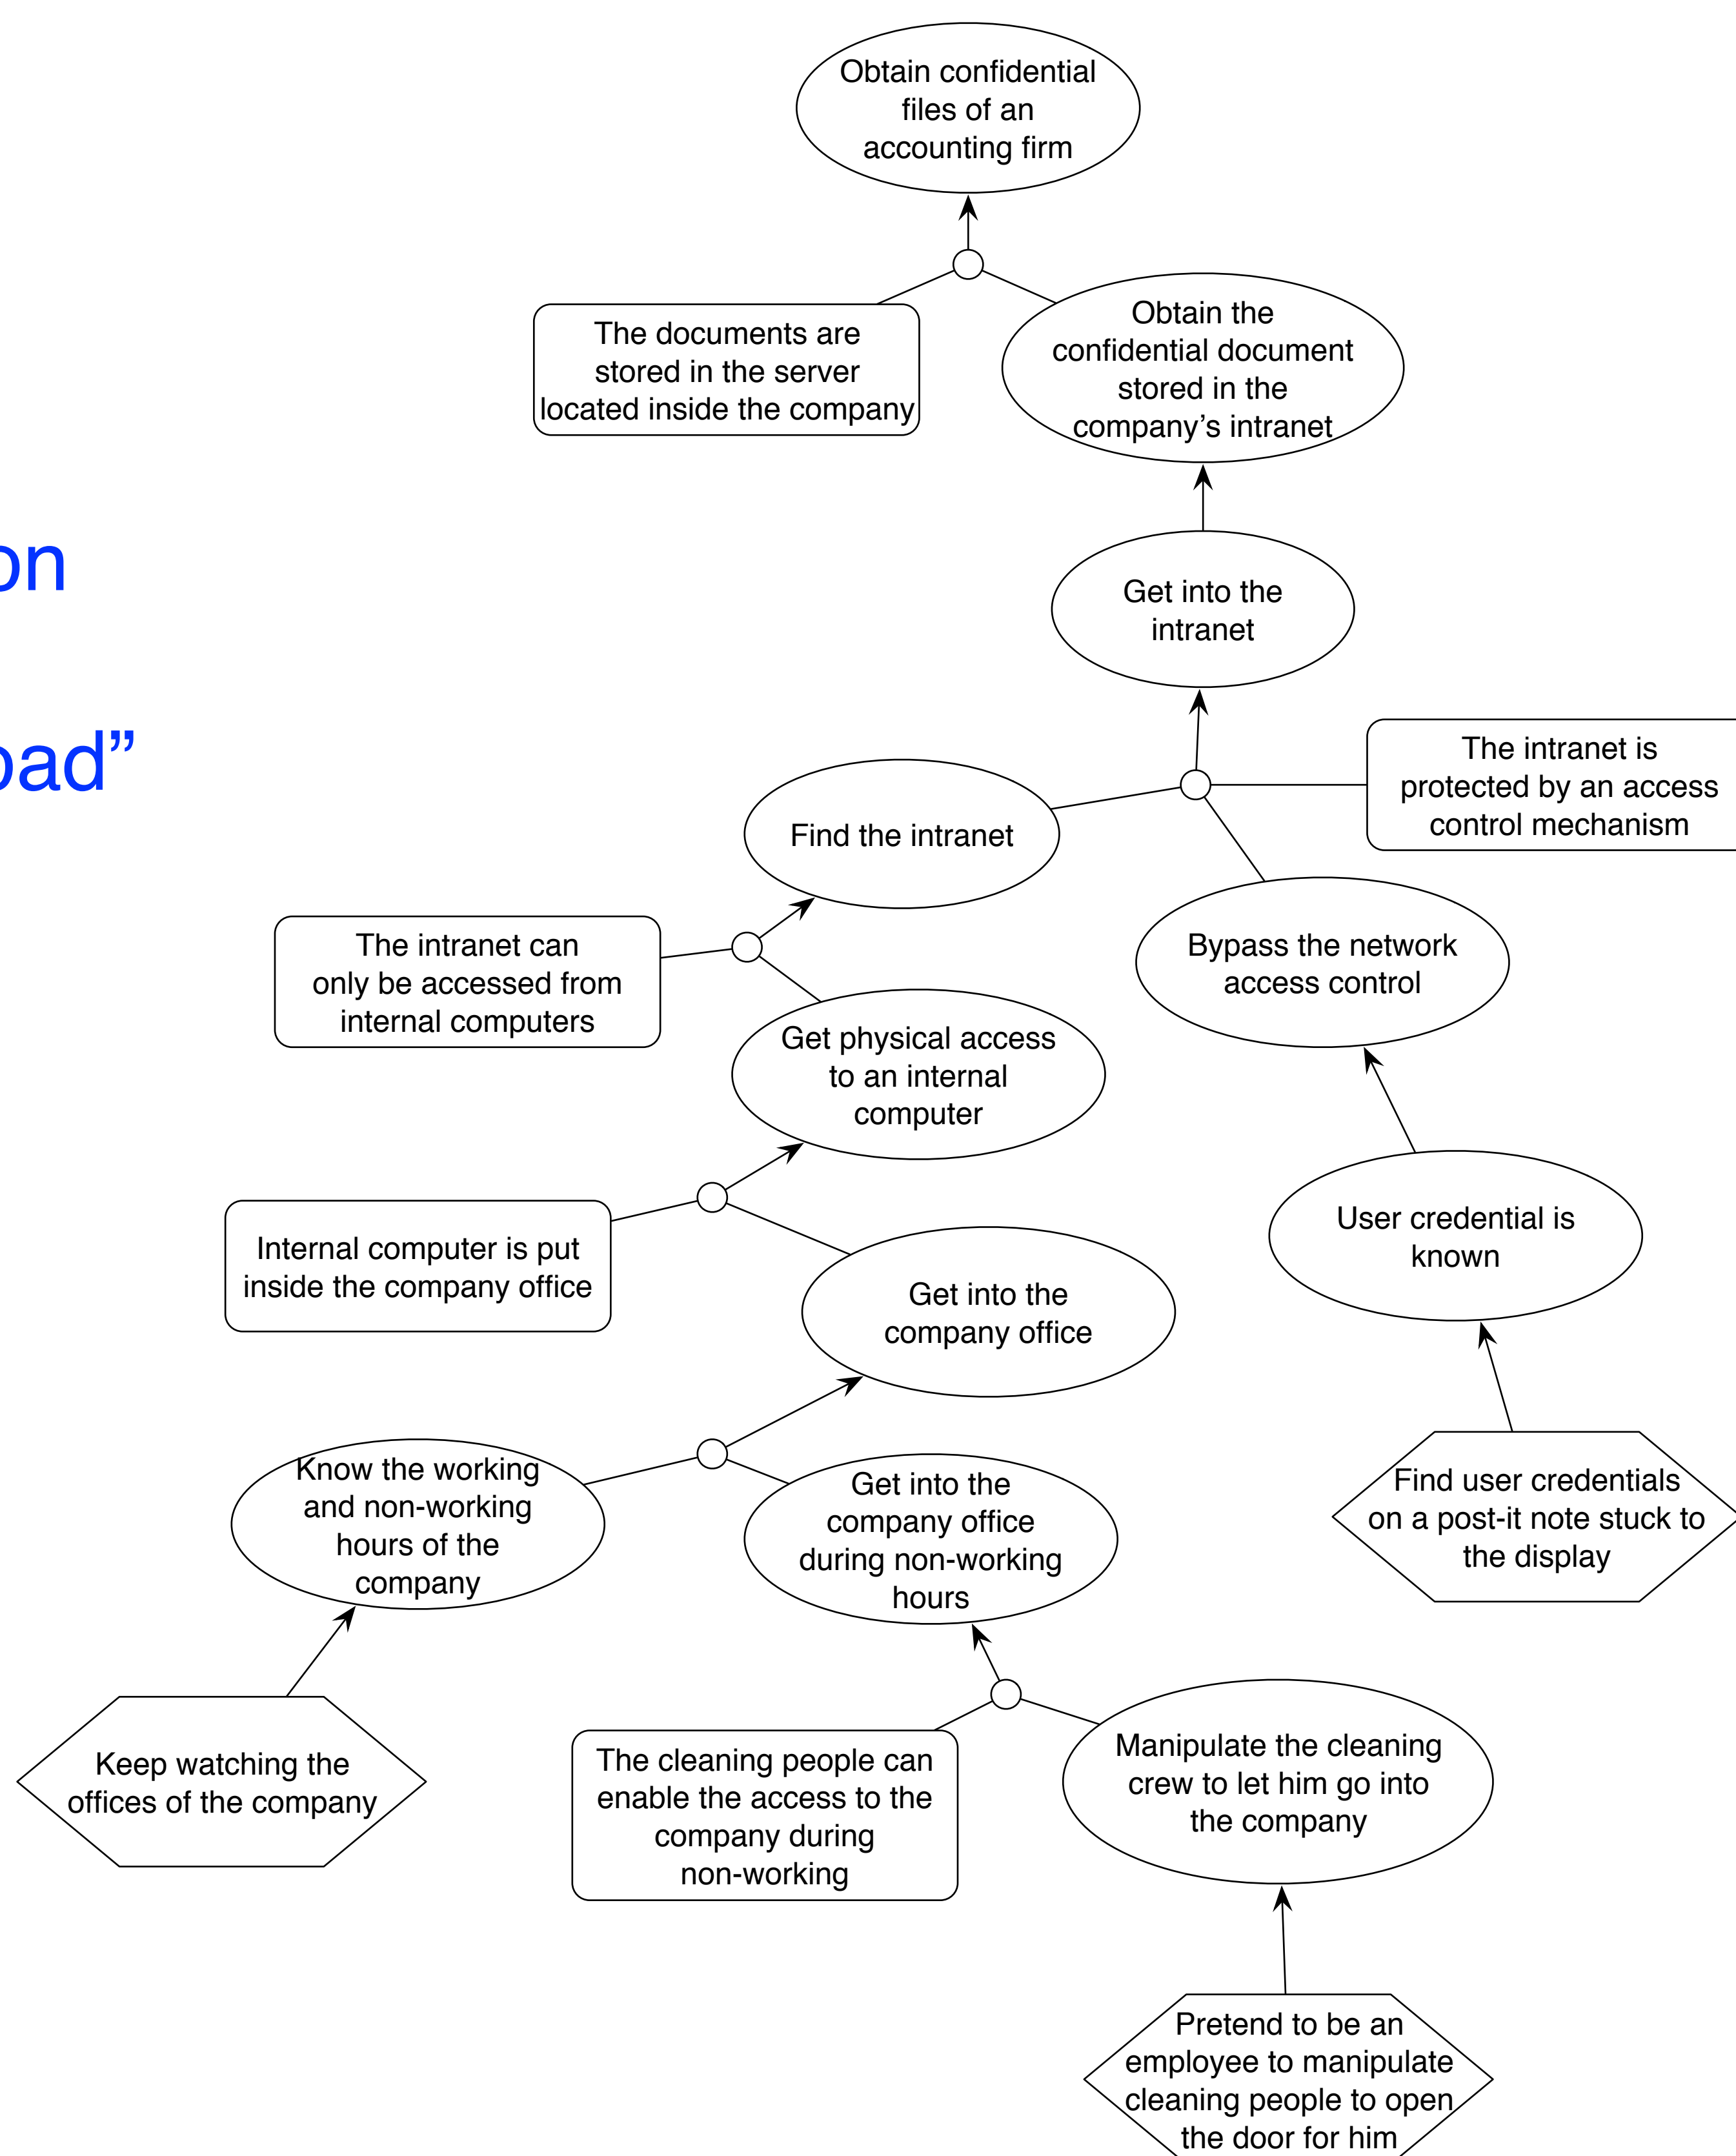 Obtain confidential
files of an
accounting firm
The documents are
stored in the server
located inside the company
Obtain the
confidential document
stored in the
company’s intranet
on
Get into the
intranet
oad”
The intranet is
protected by an access
control mechanism
Find the intranet
The intranet can
only be accessed from
internal computers
Bypass the network
access control
Get physical access
to an internal
computer
Internal computer is put
inside the company office
User credential is
known
Get into the
company office
Know the working
and non-working
hours of the
company
Get into the
company office
during non-working
hours
Find user credentials
on a post-it note stuck to
the display
Keep watching the
offices of the company
The cleaning people can
enable the access to the
company during
non-working
Manipulate the cleaning
crew to let him go into
the company
Pretend to be an
employee to manipulate
cleaning people to open
the door for him